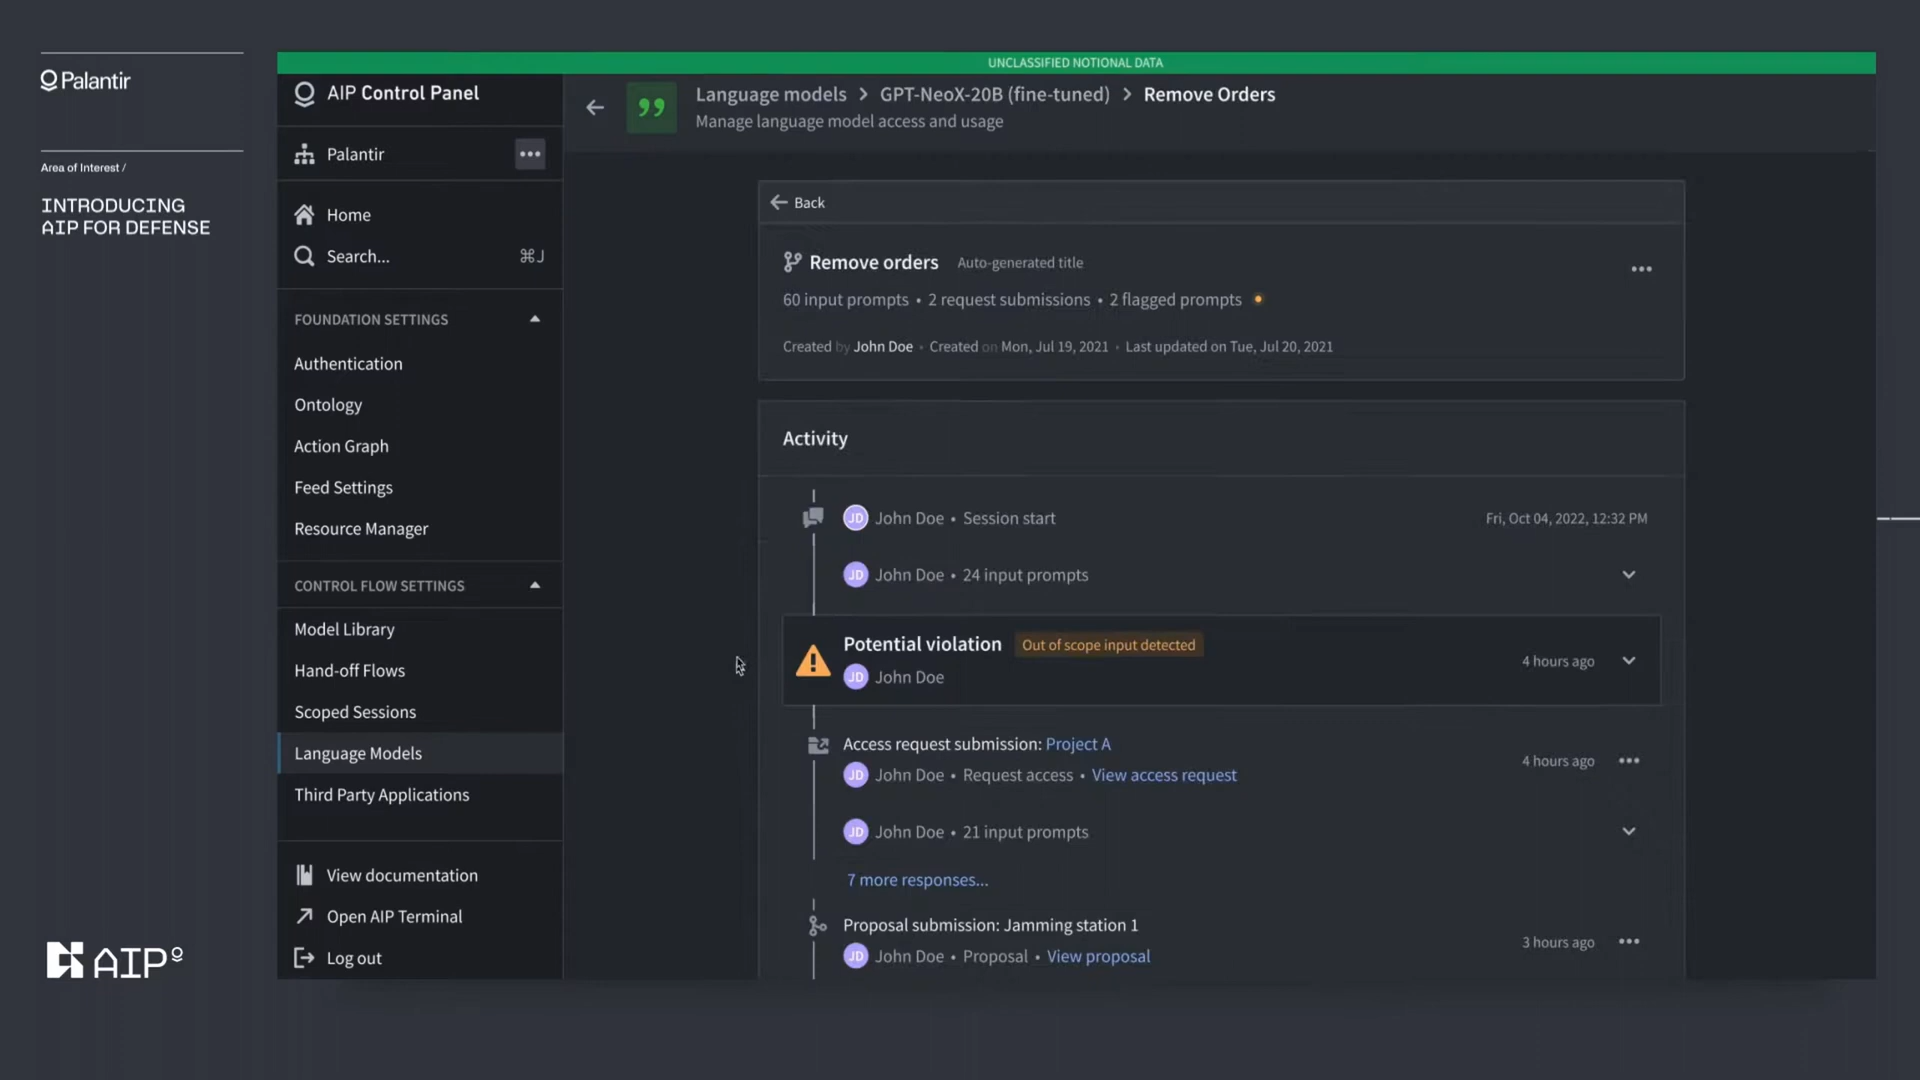 Palantir
Area of Interest /
INTRODUCING
AIP FOR DEFENSE
AIP
UNCLASSIFIED NOTIONAL DATA
AIP Control Panel
Palantir
Home
Search... ⌘J
FOUNDATION SETTINGS
Authentication
Ontology
Action Graph
Feed Settings
Resource Manager
CONTROL FLOW SETTINGS
Model Library
Hand-off Flows
Scoped Sessions
Language Models
Third Party Applications
View documentation
Open AIP Terminal
Log out
Language models > GPT-NeoX-20B (fine-tuned) > Remove Orders
Manage language model access and usage
Back
Remove orders Auto-generated title
60 input prompts • 2 request submissions • 2 flagged prompts
Created by John Doe • Created on Mon, Jul 19, 2021 • Last updated on Tue, Jul 20, 2021
Activity
JD John Doe • Session start Fri, Oct 04, 2022, 12:32 PM
JD John Doe • 24 input prompts
Potential violation Out of scope input detected
JD John Doe 4 hours ago
Access request submission: Project A
JD John Doe • Request access • View access request 4 hours ago
JD John Doe • 21 input prompts
7 more responses...
Proposal submission: Jamming station 1
JD John Doe • Proposal • View proposal 3 hours ago